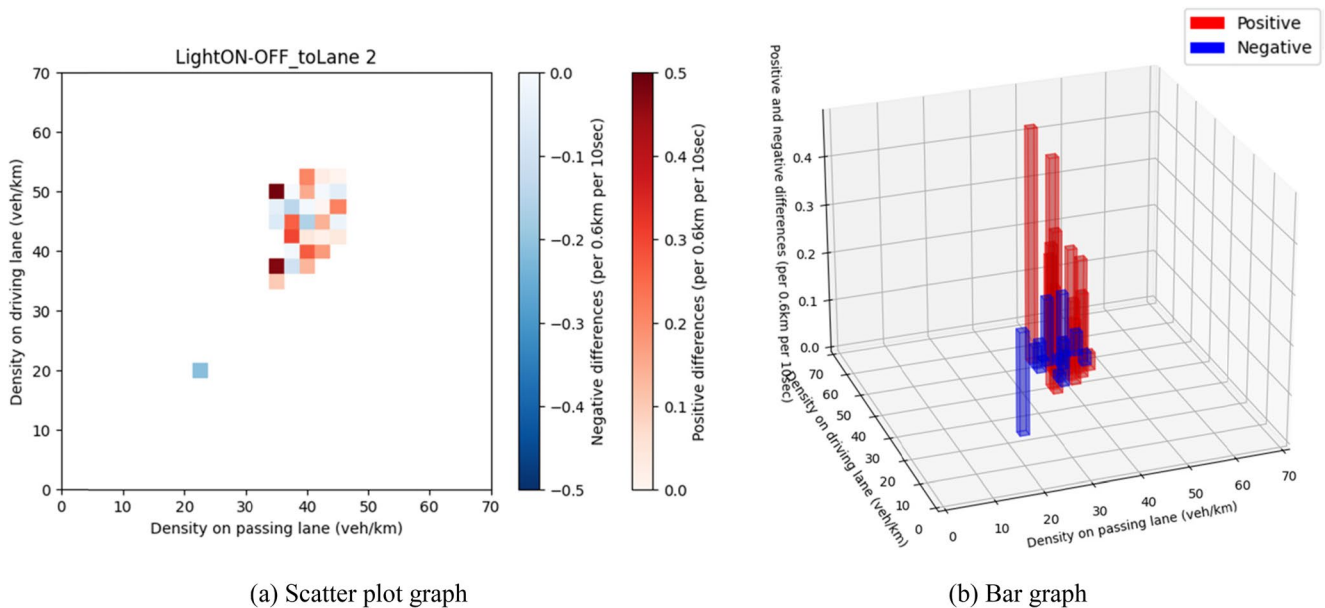 LightON-OFF_toLane 2
70
60
50
40
30
20
10
0
Density on driving lane (veh/km)
0 10 20 30 40 50 60 70
Density on passing lane (veh/km)
0.0
−0.1
−0.2
−0.3
−0.4
−0.5
Negative differences (per 0.6km per 10sec)
0.5
0.4
0.3
0.2
0.1
0.0
Positive differences (per 0.6km per 10sec)
(a) Scatter plot graph
Positive
Negative
Positive and negative differences (per 0.6km per 10sec)
0.4
0.3
0.2
0.1
0.0
70
60
50
40
30
20
10
0
Density on driving lane (veh/km)
0 10 20 30 40 50 60 70
Density on passing lane (veh/km)
(b) Bar graph